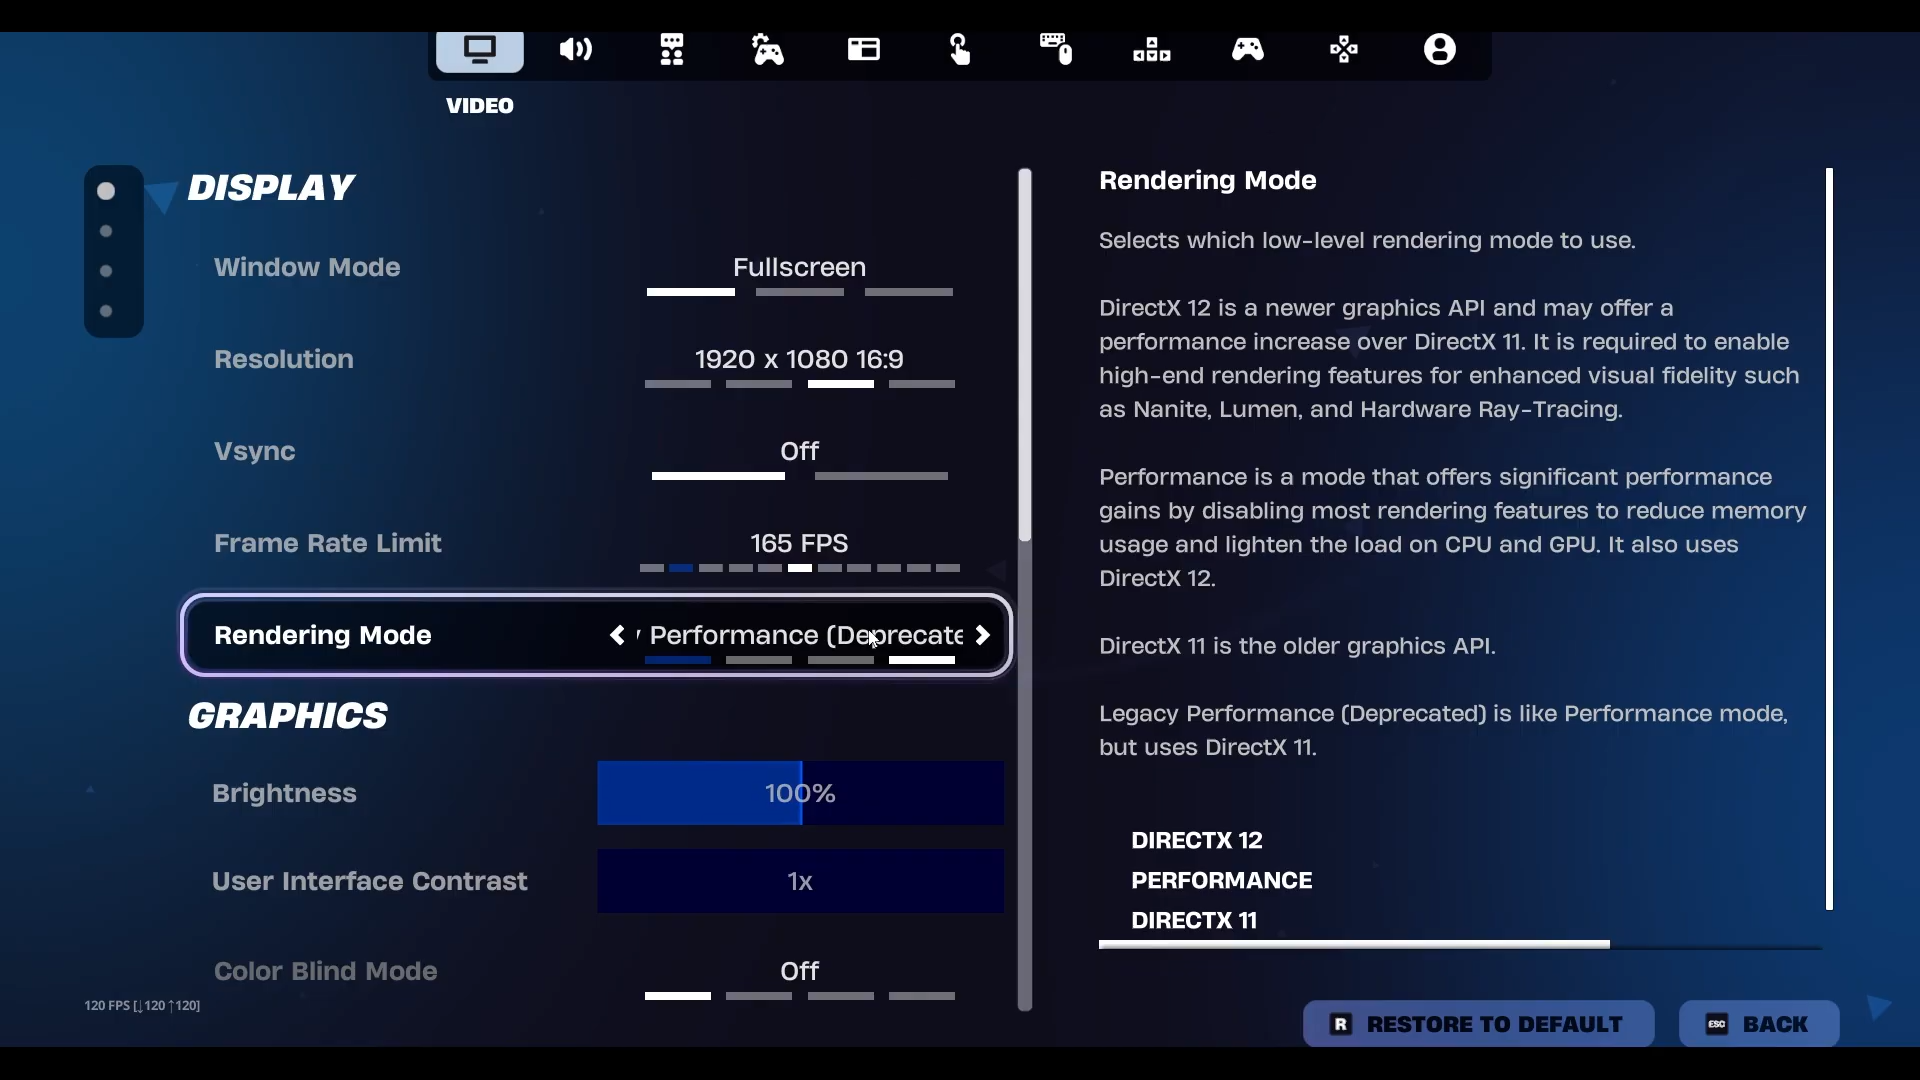 VIDEO
DISPLAY
Window Mode
Fullscreen
Resolution
1920 x 1080 16:9
Vsync
Off
Frame Rate Limit
165 FPS
Rendering Mode
Performance (Deprecate
GRAPHICS
Brightness
100%
User Interface Contrast
1x
Color Blind Mode
Off
120 FPS [↓120 ↑120]
Rendering Mode
Selects which low-level rendering mode to use.
DirectX 12 is a newer graphics API and may offer a
performance increase over DirectX 11. It is required to enable
high-end rendering features for enhanced visual fidelity such
as Nanite, Lumen, and Hardware Ray-Tracing.
Performance is a mode that offers significant performance
gains by disabling most rendering features to reduce memory
usage and lighten the load on CPU and GPU. It also uses
DirectX 12.
DirectX 11 is the older graphics API.
Legacy Performance (Deprecated) is like Performance mode,
but uses DirectX 11.
DIRECTX 12
PERFORMANCE
DIRECTX 11
R RESTORE TO DEFAULT
ESC BACK